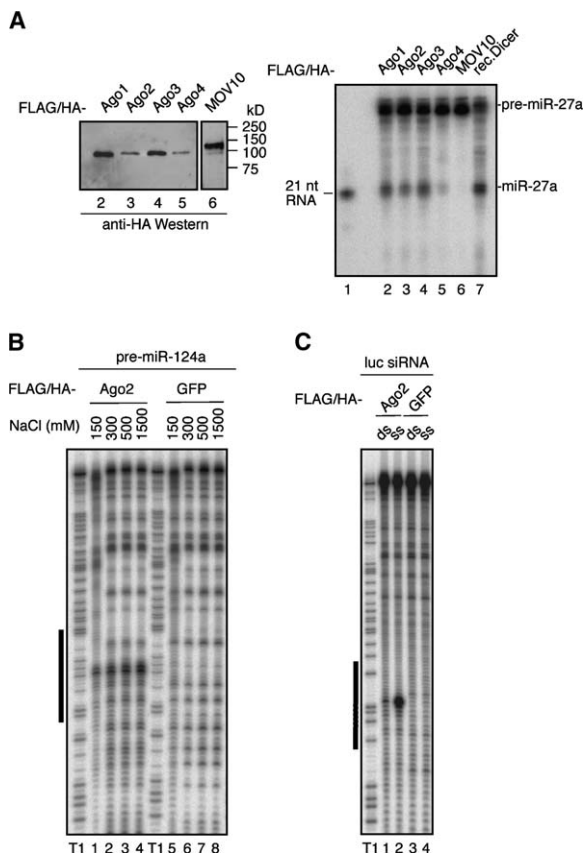 A
FLAG/HA-
Ago1
Ago2
Ago3
Ago4
MOV10
kD
250
150
100
75
2 3 4 5 6
anti-HA Western
FLAG/HA-
Ago1
Ago2
Ago3
Ago4
MOV10
rec.Dicer
-pre-miR-27a
21 nt
RNA
-miR-27a
1 2 3 4 5 6 7
B
pre-miR-124a
FLAG/HA- Ago2 GFP
NaCl (mM) 150 300 500 1500 150 300 500 1500
T1 1 2 3 4 T1 5 6 7 8
C
luc siRNA
FLAG/HA- Ago2 GFP
ds ss ds ss
T1 1 2 3 4